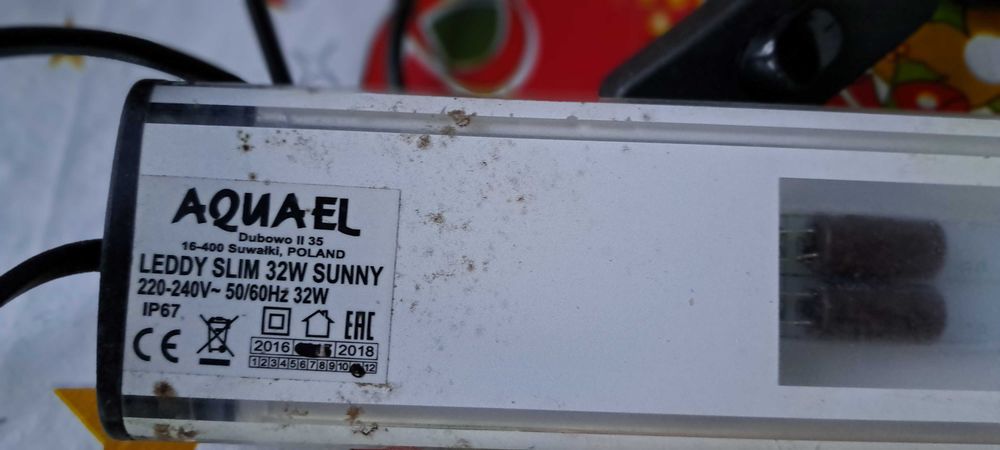 AQUAEL
Dubowo II 35
16-400 Suwałki, POLAND
LEDDY SLIM 32W SUNNY
220-240V~ 50/60Hz 32W
IP67
CE EAC
2016 2018
1 2 3 4 5 6 7 8 9 10 12